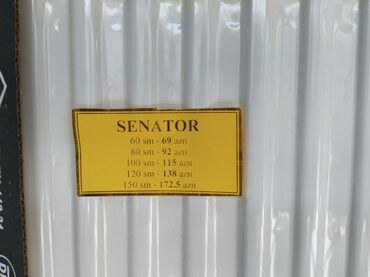 SENATOR
60 sm - 69 azn
80 sm - 92 azn
100 sm - 115 azn
120 sm - 138 azn
150 sm - 172,5 azn